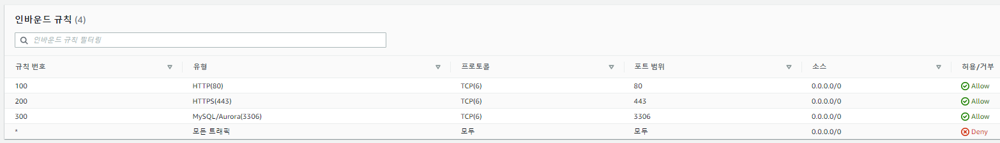 인바운드 규칙 (4)
인바운드 규칙 필터링
규칙 번호 유형 프로토콜 포트 범위 소스 허용/거부
100 HTTP(80) TCP(6) 80 0.0.0.0/0 Allow
200 HTTPS(443) TCP(6) 443 0.0.0.0/0 Allow
300 MySQL/Aurora(3306) TCP(6) 3306 0.0.0.0/0 Allow
* 모든 트래픽 모두 모두 0.0.0.0/0 Deny